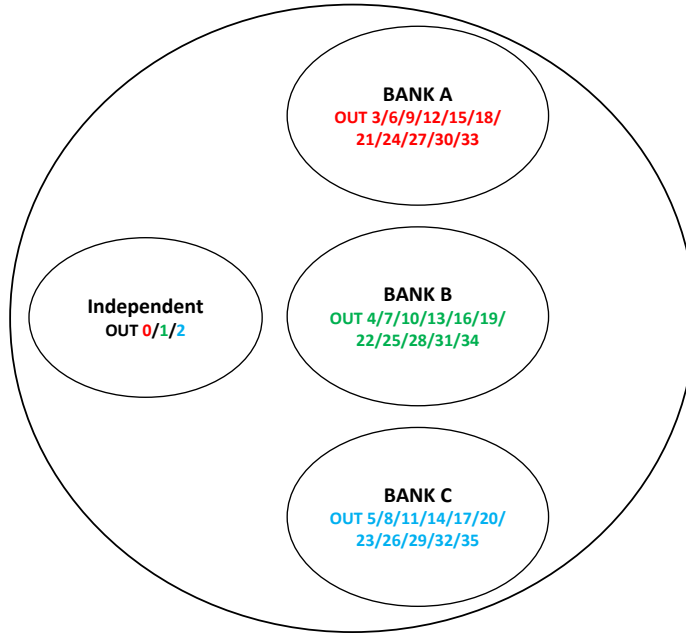 BANK A
OUT 3/6/9/12/15/18/
21/24/27/30/33
Independent
OUT 0/1/2
BANK B
OUT 4/7/10/13/16/19/
22/25/28/31/34
BANK C
OUT 5/8/11/14/17/20/
23/26/29/32/35